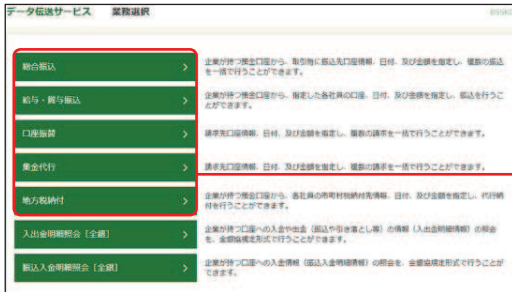 データ伝送サービス　業務選択
総合振込
企業が持つ預金口座から、取引毎に振込先口座情報、日付、及び金額を指定し、複数の振込
を一括で行うことができます。
給与・賞与振込
企業が持つ預金口座から、指定した各社員の口座、日付、及び金額を指定し、振込を行うこ
とができます。
口座振替
請求先口座情報、日付、及び金額を指定し、複数の請求を一括で行うことができます。
集金代行
請求先口座情報、日付、及び金額を指定し、複数の請求を一括で行うことができます。
地方税納付
企業が持つ預金口座から、各社員の市町村税納付先情報、日付、及び金額を指定し、代行納
付を行うことができます。
入出金明細照会［全銀］
企業が持つ口座への入金や出金（振込や引き落とし等）の情報（入出金明細情報）の照会
を、全銀協規定形式で行うことができます。
振込入金明細照会［全銀］
企業が持つ口座への入金情報（振込入金明細情報）の照会を、全銀協規定形式で行うことが
できます。